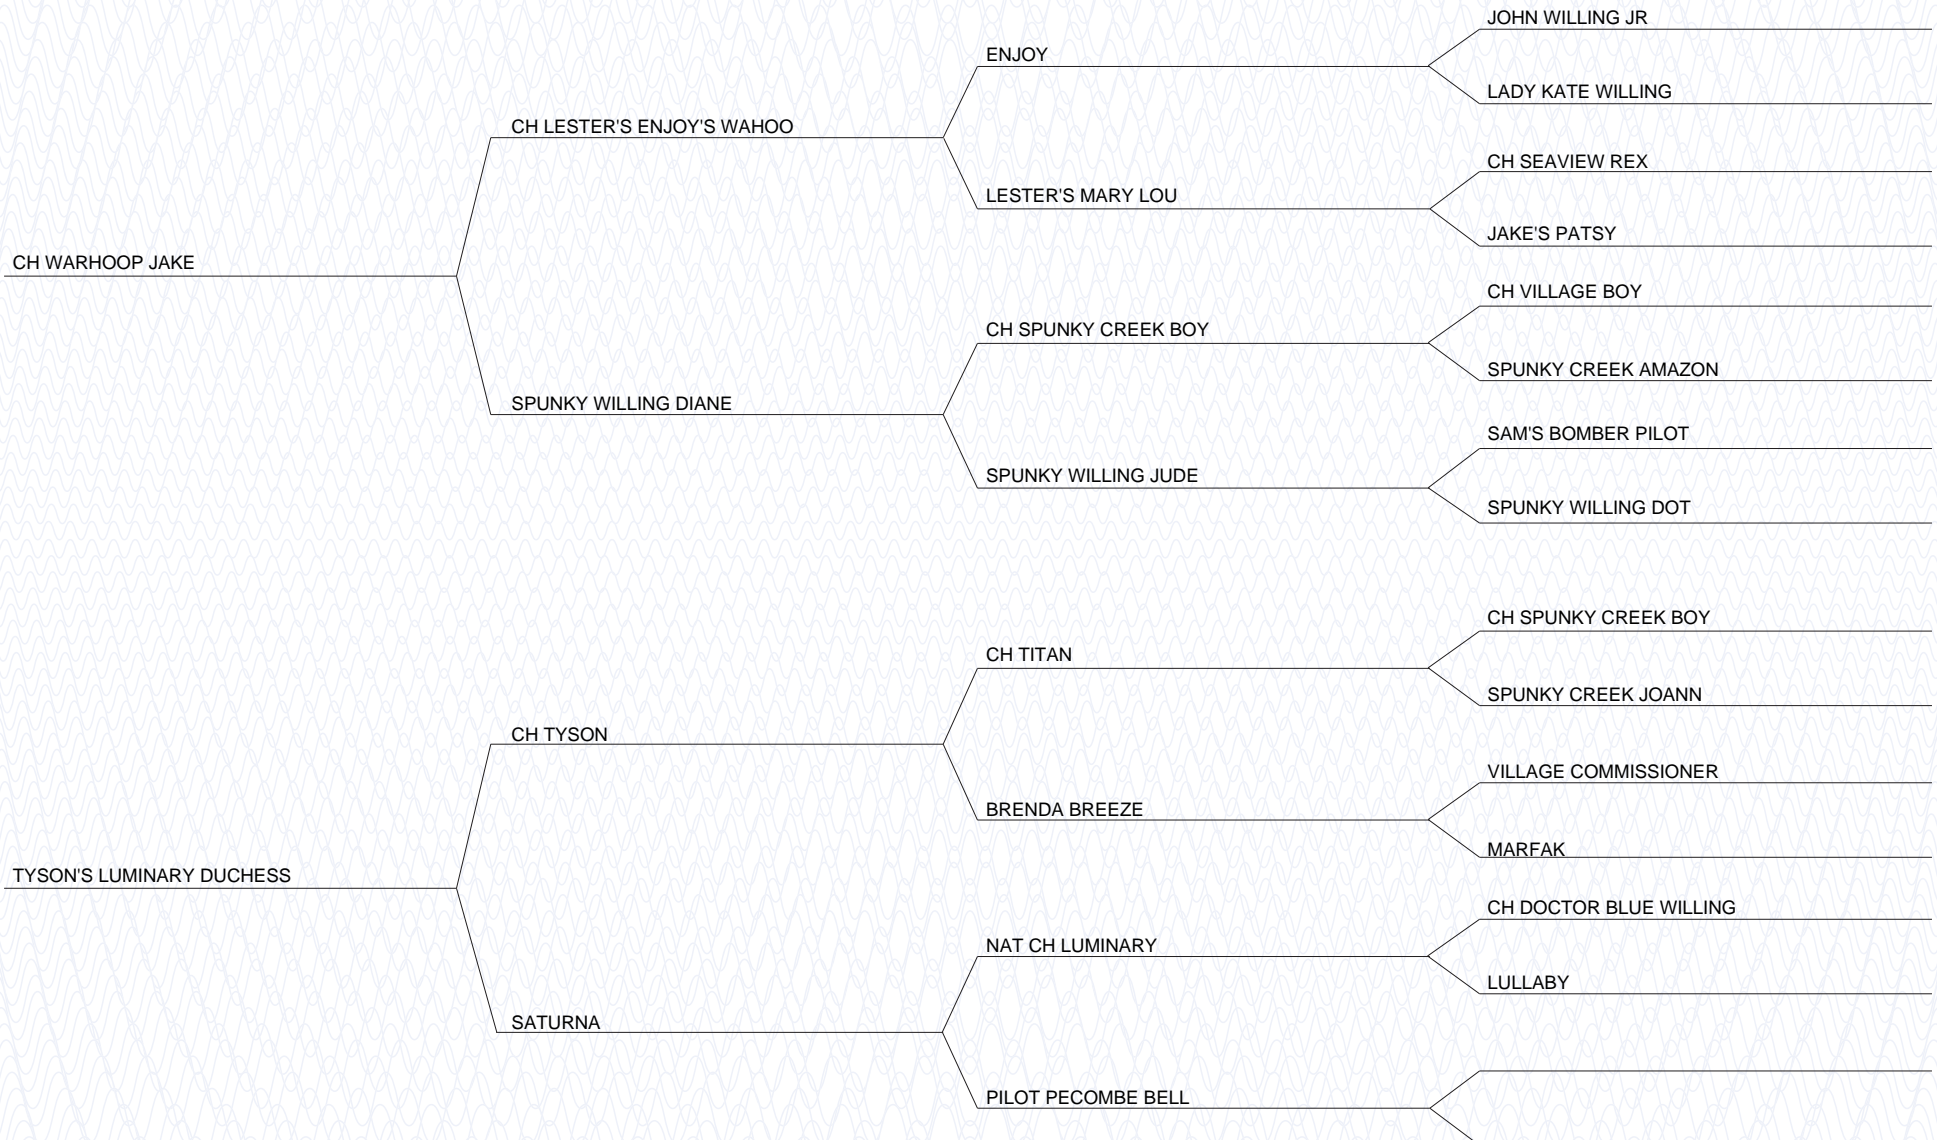 JOHN WILLING JR
ENJOY
LADY KATE WILLING
CH LESTER'S ENJOY'S WAHOO
CH SEAVIEW REX
LESTER'S MARY LOU
JAKE'S PATSY
CH WARHOOP JAKE
CH VILLAGE BOY
CH SPUNKY CREEK BOY
SPUNKY CREEK AMAZON
SPUNKY WILLING DIANE
SAM'S BOMBER PILOT
SPUNKY WILLING JUDE
SPUNKY WILLING DOT
CH SPUNKY CREEK BOY
CH TITAN
SPUNKY CREEK JOANN
CH TYSON
VILLAGE COMMISSIONER
BRENDA BREEZE
MARFAK
TYSON'S LUMINARY DUCHESS
CH DOCTOR BLUE WILLING
NAT CH LUMINARY
LULLABY
SATURNA
PILOT PECOMBE BELL